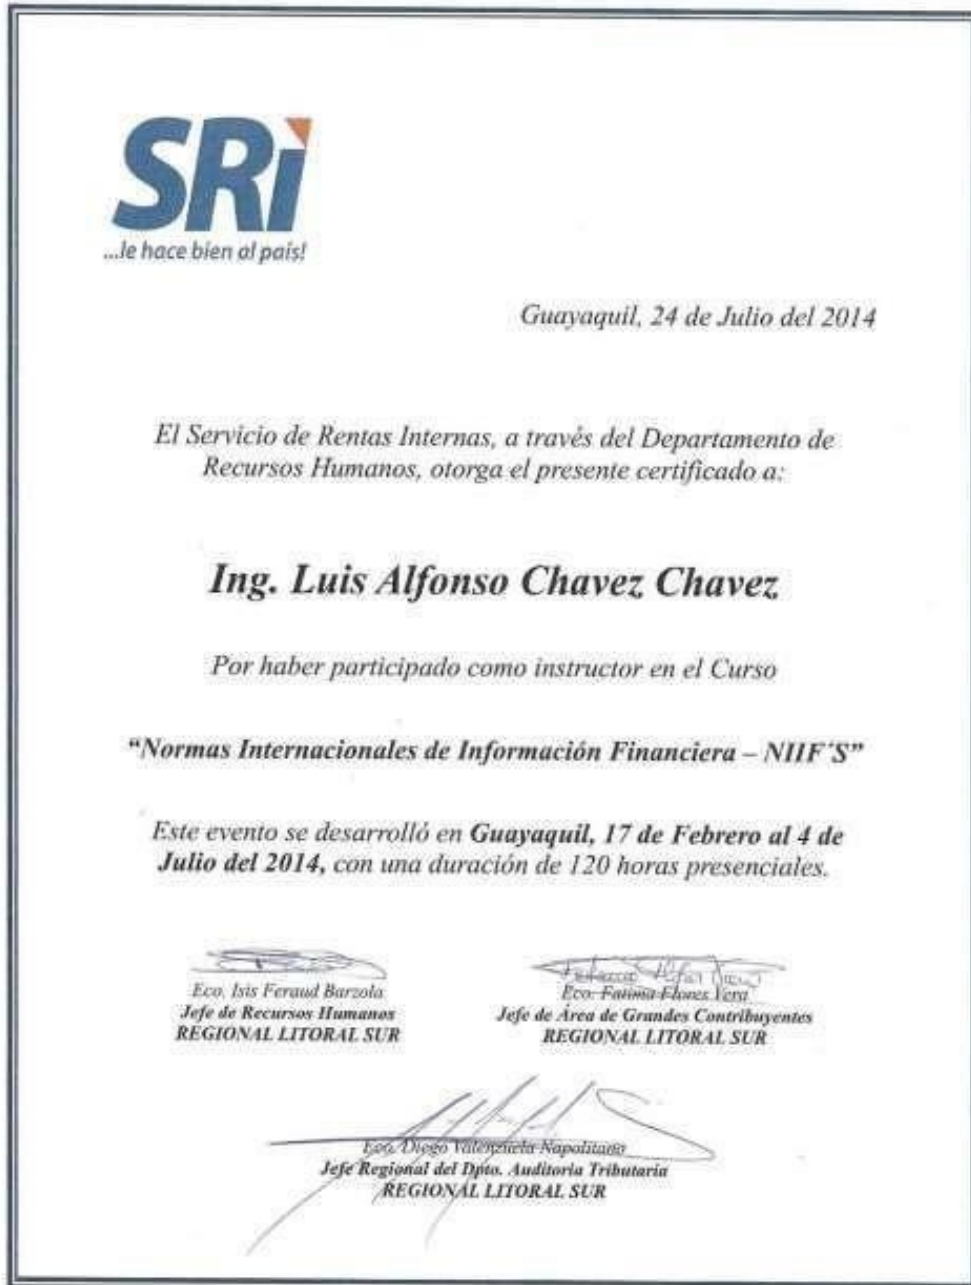 SRi
...le hace bien al país!
Guayaquil, 24 de Julio del 2014
El Servicio de Rentas Internas, a través del Departamento de
Recursos Humanos, otorga el presente certificado a:
Ing. Luis Alfonso Chavez Chavez
Por haber participado como instructor en el Curso
“Normas Internacionales de Información Financiera – NIIF´S”
Este evento se desarrolló en Guayaquil, 17 de Febrero al 4 de
Julio del 2014, con una duración de 120 horas presenciales.
Eco. Isis Feraud Barzola
Jefe de Recursos Humanos
REGIONAL LITORAL SUR
Eco. Fatima Flores Vera
Jefe de Área de Grandes Contribuyentes
REGIONAL LITORAL SUR
Eco. Diego Valenzuela Napolitano
Jefe Regional del Dpto. Auditoria Tributaria
REGIONAL LITORAL SUR